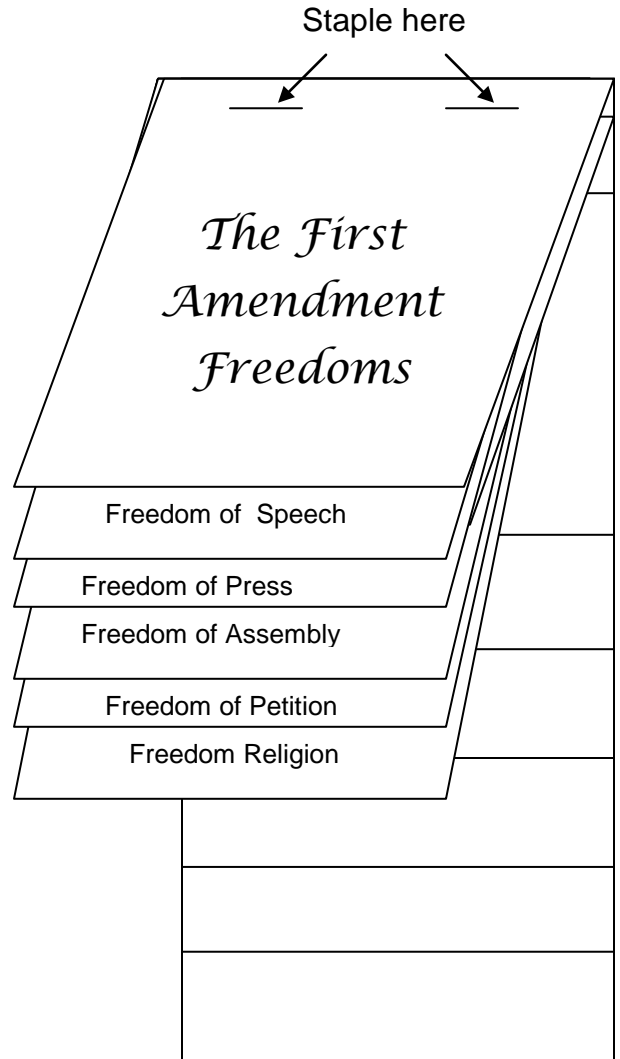 Staple here
The First
Amendment
Freedoms
Freedom of Speech
Freedom of Press
Freedom of Assembly
Freedom of Petition
Freedom Religion